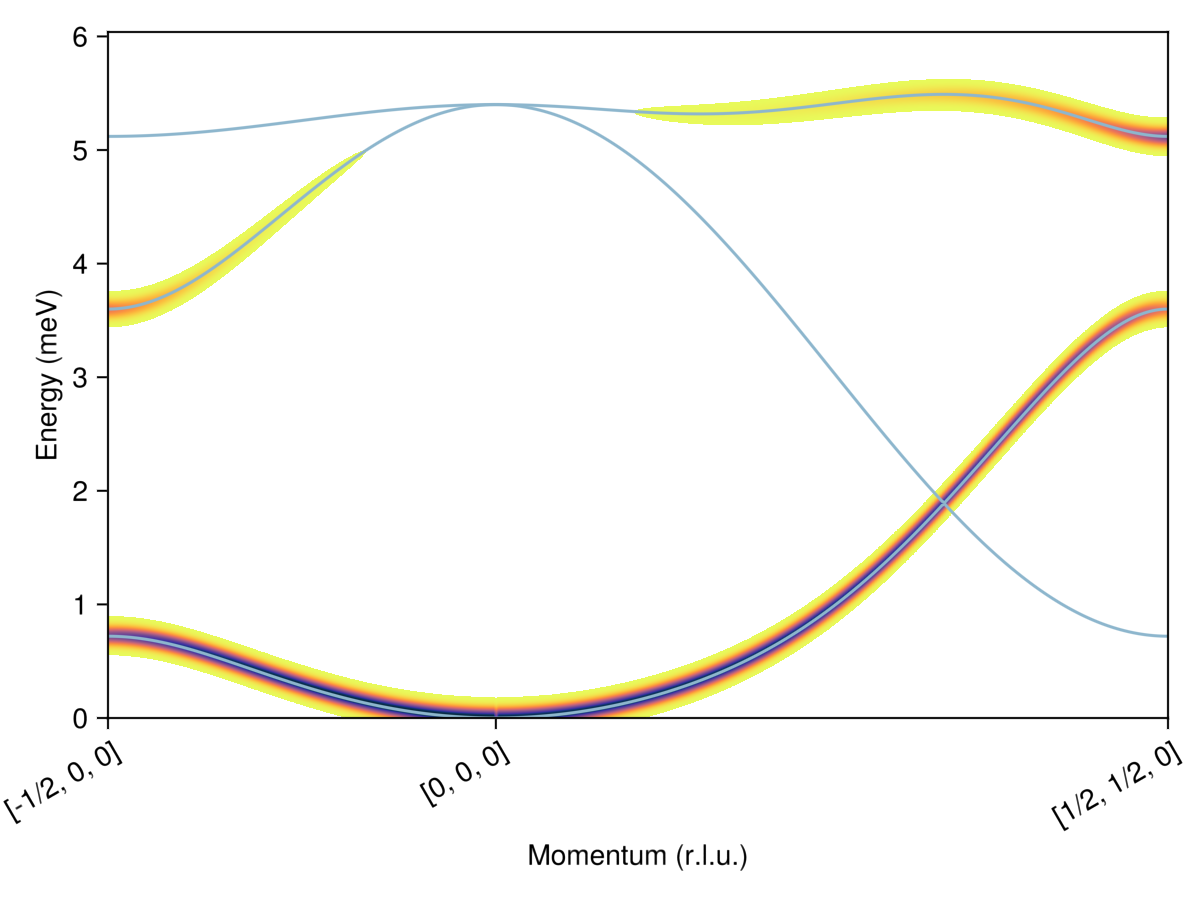 6
5
4
3
2
1
0
Energy (meV)
[-1/2, 0, 0]
[0, 0, 0]
[1/2, 1/2, 0]
Momentum (r.l.u.)